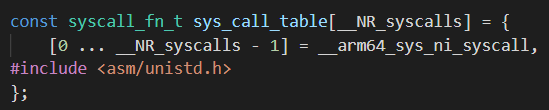 const syscall_fn_t sys_call_table[__NR_syscalls] = {
    [0 ... __NR_syscalls - 1] = __arm64_sys_ni_syscall,
#include <asm/unistd.h>
};